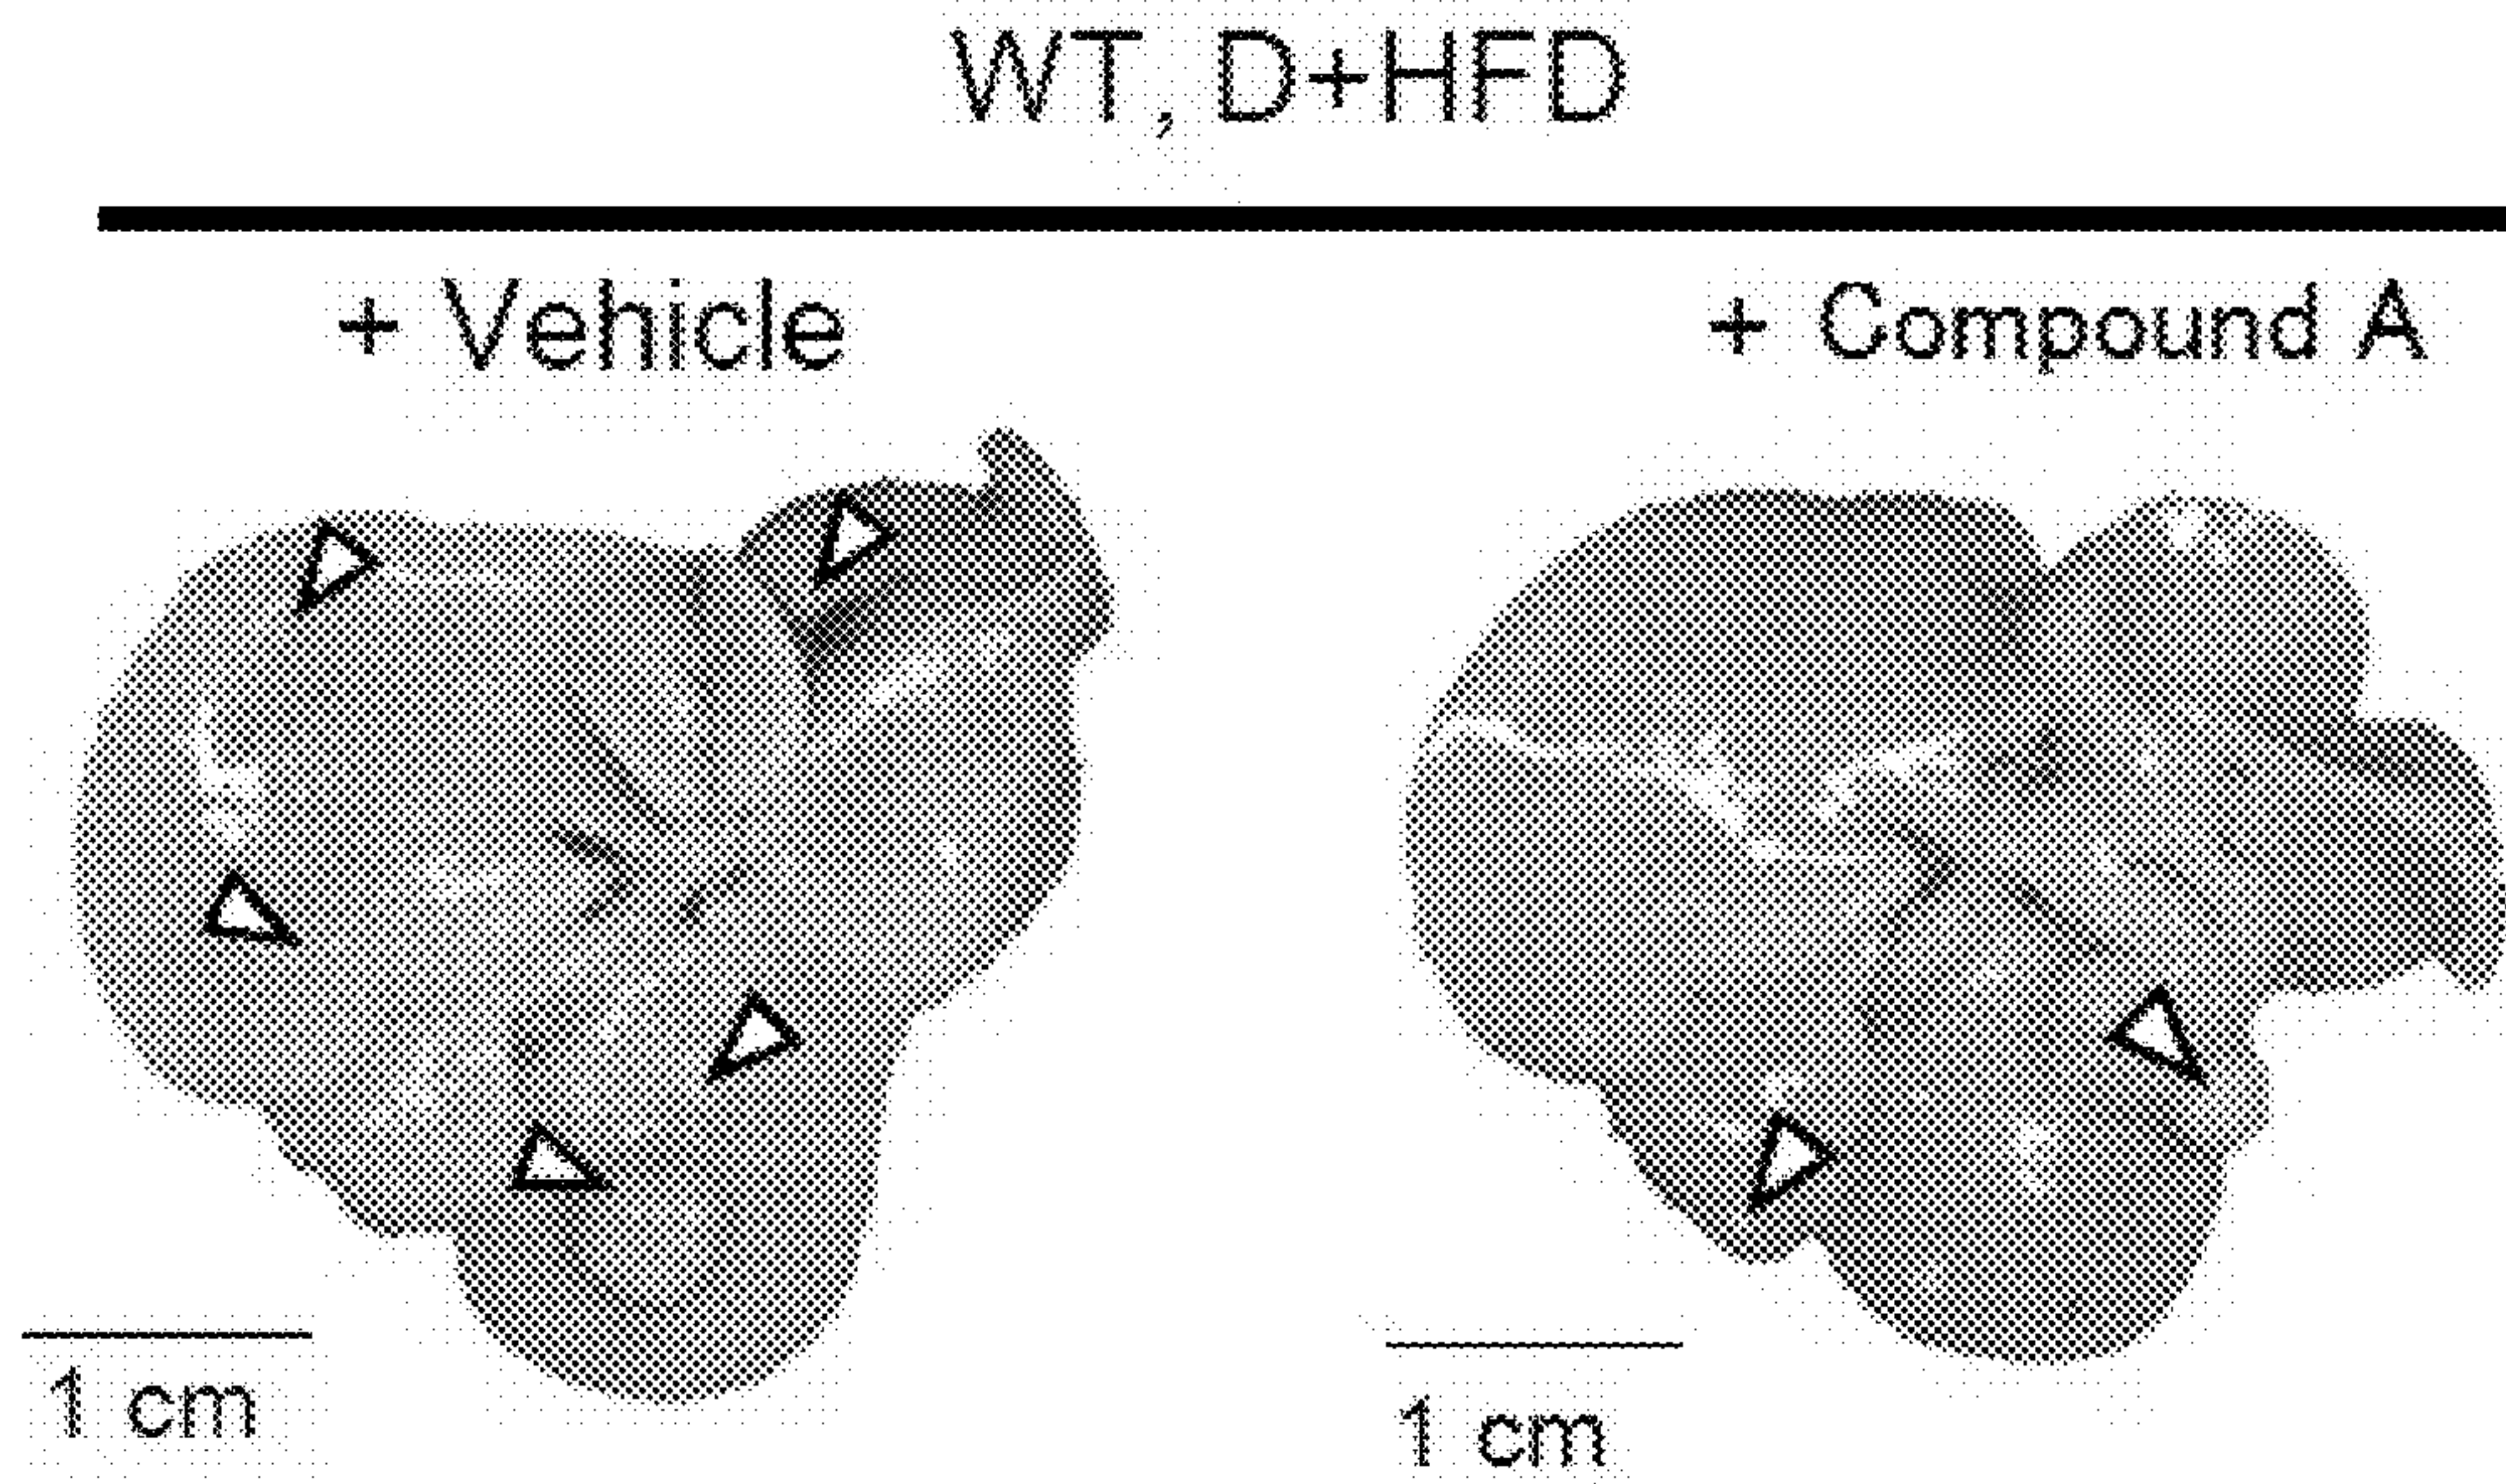 WT, D+HFD
+ Vehicle
+ Compound A
1 cm
1 cm